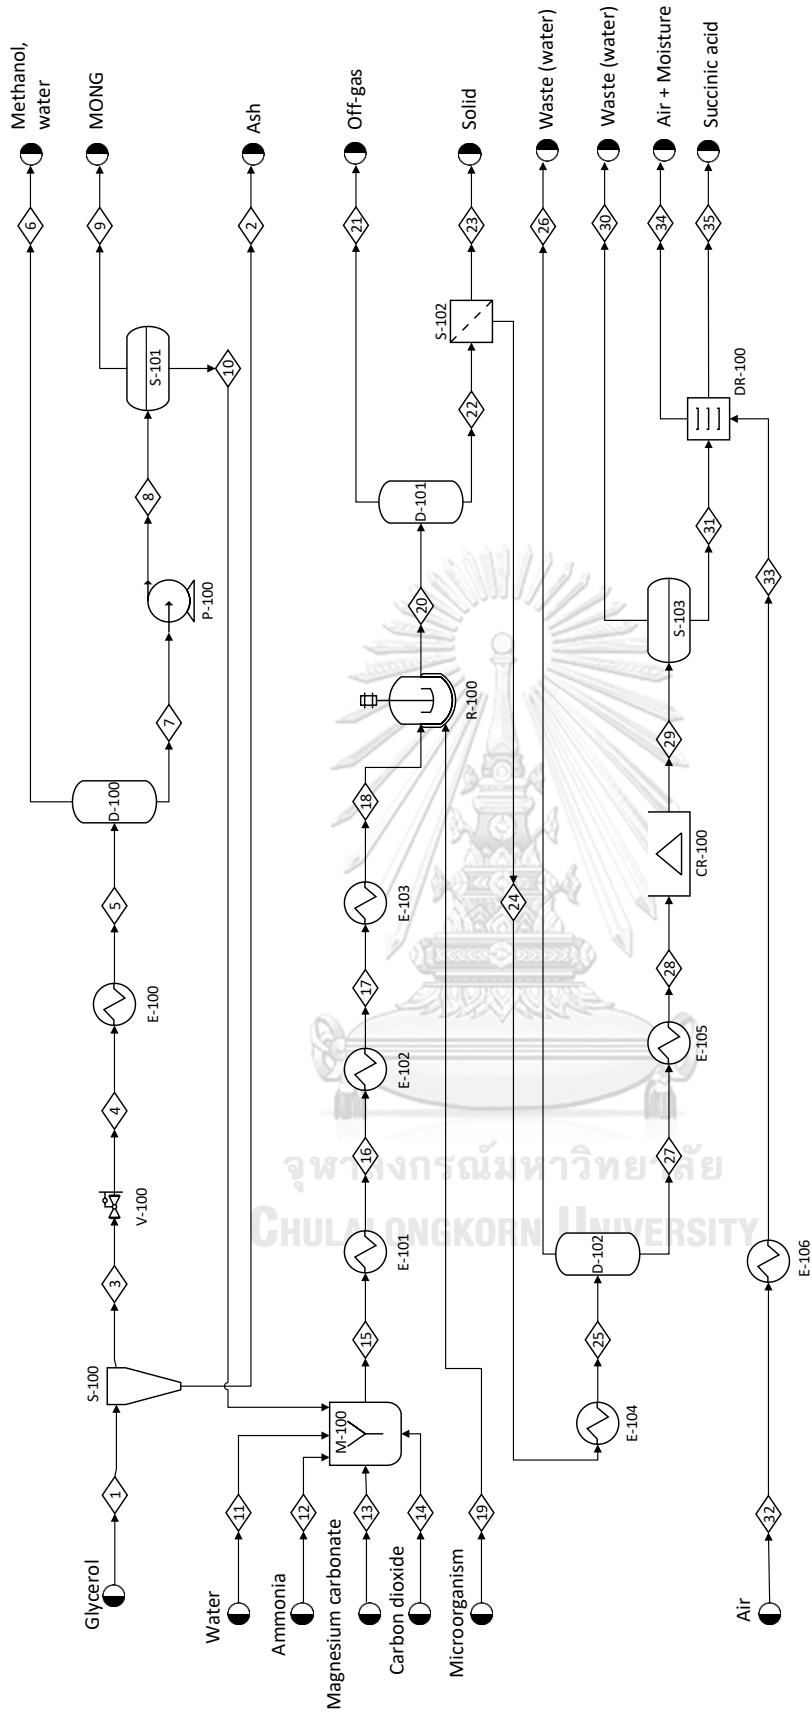 Glycerol
1
S-100
3
V-100
4
E-100
5
D-100
6
Methanol,
water
7
P-100
8
S-101
9
MONG
10
2
Ash
Water
11
Ammonia
12
Magnesium carbonate
13
Carbon dioxide
14
M-100
15
E-101
16
E-102
17
E-103
18
Microorganism
19
R-100
20
D-101
21
Off-gas
22
S-102
23
Solid
24
E-104
25
D-102
26
Waste (water)
27
E-105
28
CR-100
29
S-103
30
Waste (water)
31
Air
32
E-106
33
DR-100
34
Air + Moisture
35
Succinic acid
จุฬาลงกรณ์มหาวิทยาลัย
CHULALONGKORN UNIVERSITY